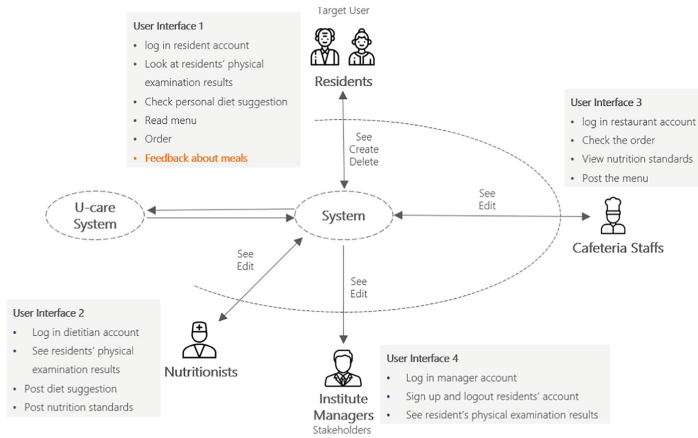 Target User
User Interface 1
• log in resident account
• Look at residents' physical
examination results
• Check personal diet suggestion
• Read menu
• Order
• Feedback about meals
Residents
See
Create
Delete
User Interface 3
• log in restaurant account
• Check the order
• View nutrition standards
• Post the menu
U-care
System
System
See
Edit
Cafeteria Staffs
See
Edit
See
Edit
User Interface 2
• Log in dietitian account
• See residents' physical
examination results
• Post diet suggestion
• Post nutrition standards
Nutritionists
Institute
Managers
Stakeholders
User Interface 4
• Log in manager account
• Sign up and logout residents' account
• See resident's physical examination results